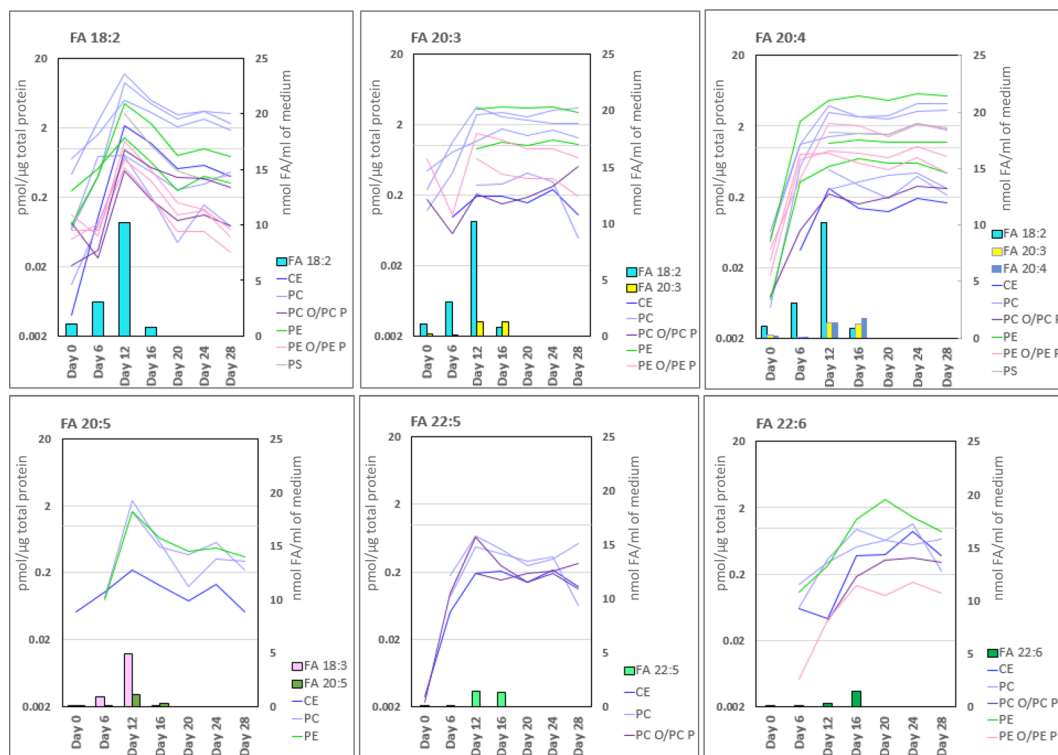 FA 18:2
pmol/µg total protein
20
2
0.2
0.02
0.002
25
20
15
10
5
0
nmol FA/ml of medium
Day 0
Day 6
Day 12
Day 16
Day 20
Day 24
Day 28
FA 18:2
CE
PC
PC O/PC P
PE
PE O/PE P
PS
FA 20:3
pmol/µg total protein
20
2
0.2
0.02
0.002
25
20
15
10
5
0
nmol FA/ml of medium
Day 0
Day 6
Day 12
Day 16
Day 20
Day 24
Day 28
FA 18:2
FA 20:3
CE
PC
PC O/PC P
PE
PE O/PE P
FA 20:4
pmol/µg total protein
20
2
0.2
0.02
0.002
25
20
15
10
5
0
nmol FA/ml of medium
Day 0
Day 6
Day 12
Day 16
Day 20
Day 24
Day 28
FA 18:2
FA 20:3
FA 20:4
CE
PC
PC O/PC P
PE
PE O/PE P
PS
FA 20:5
pmol/µg total protein
20
2
0.2
0.02
0.002
25
20
15
10
5
0
nmol FA/ml of medium
Day 0
Day 6
Day 12
Day 16
Day 20
Day 24
Day 28
FA 18:3
FA 20:5
CE
PC
PE
FA 22:5
pmol/µg total protein
20
2
0.2
0.02
0.002
25
20
15
10
5
0
nmol FA/ml of medium
Day 0
Day 6
Day 12
Day 16
Day 20
Day 24
Day 28
FA 22:5
CE
PC
PC O/PC P
FA 22:6
pmol/µg total protein
20
2
0.2
0.02
0.002
25
20
15
10
5
0
nmol FA/ml of medium
Day 0
Day 6
Day 12
Day 16
Day 20
Day 24
Day 28
FA 22:6
CE
PC
PC O/PC P
PE
PE O/PE P